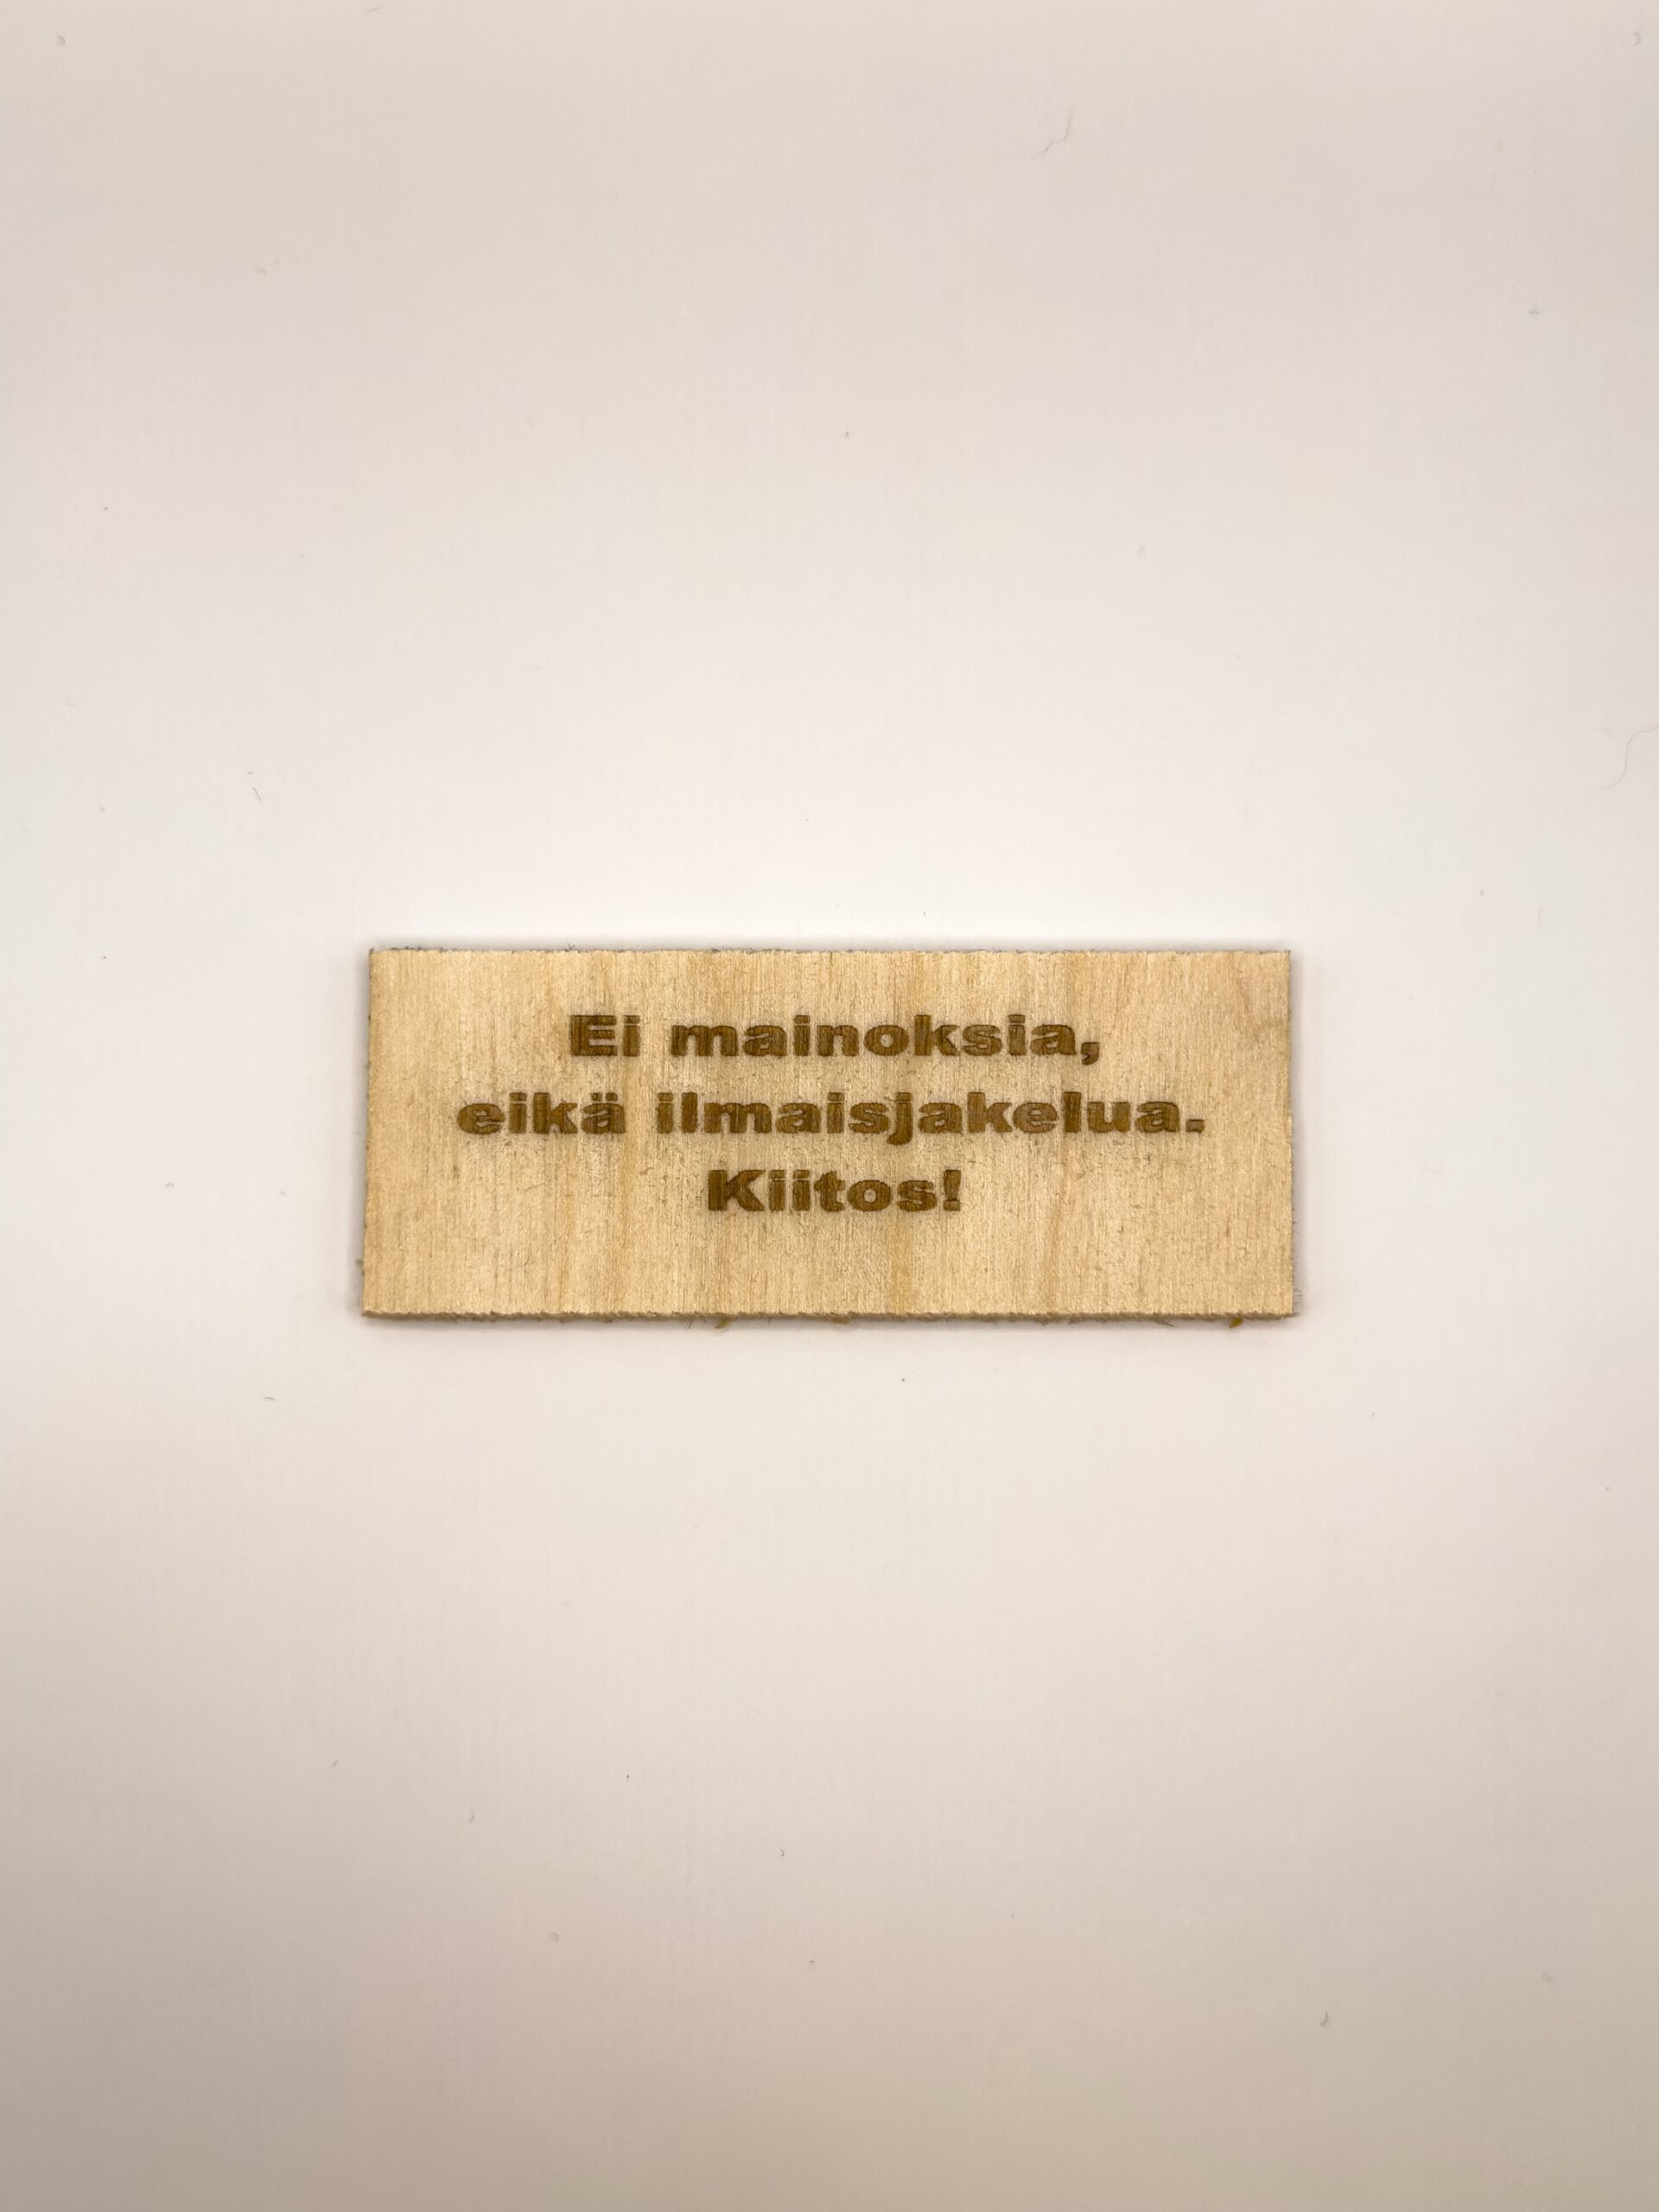 Ei mainoksia,
eikä ilmaisjakelua.
Kiitos!